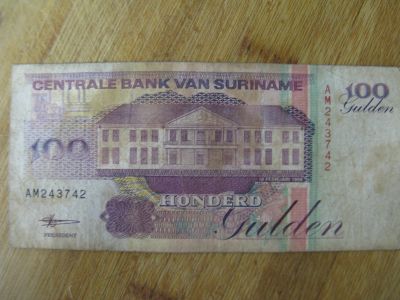 CENTRALE BANK VAN SURINAME
100
Gulden
AM243742
100
AM243742
HONDERD
Gulden
PRESIDENT